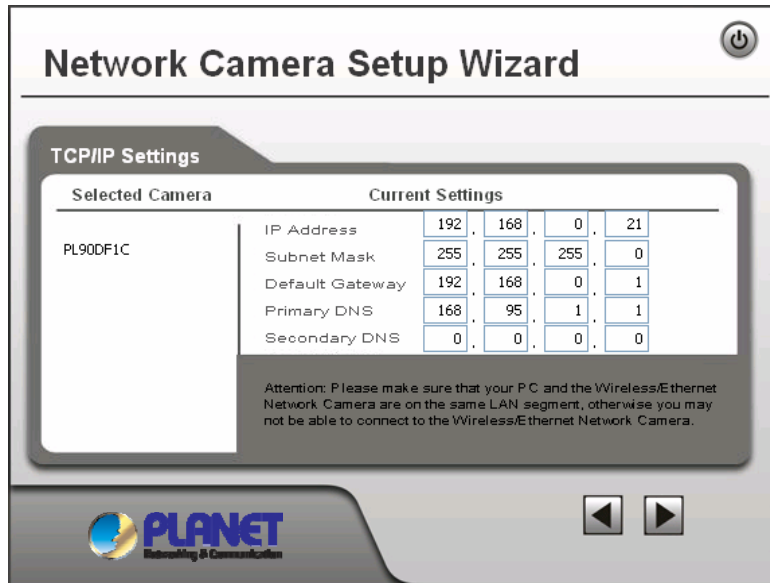 Network Camera Setup Wizard
TCP/IP Settings
Selected Camera
Current Settings
PL90DF1C
IP Address 192 . 168 . 0 . 21
Subnet Mask 255 . 255 . 255 . 0
Default Gateway 192 . 168 . 0 . 1
Primary DNS 168 . 95 . 1 . 1
Secondary DNS 0 . 0 . 0 . 0
Attention: Please make sure that your PC and the Wireless/Ethernet
Network Camera are on the same LAN segment, otherwise you may
not be able to connect to the Wireless/Ethernet Network Camera.
PLANET
Networking & Communication